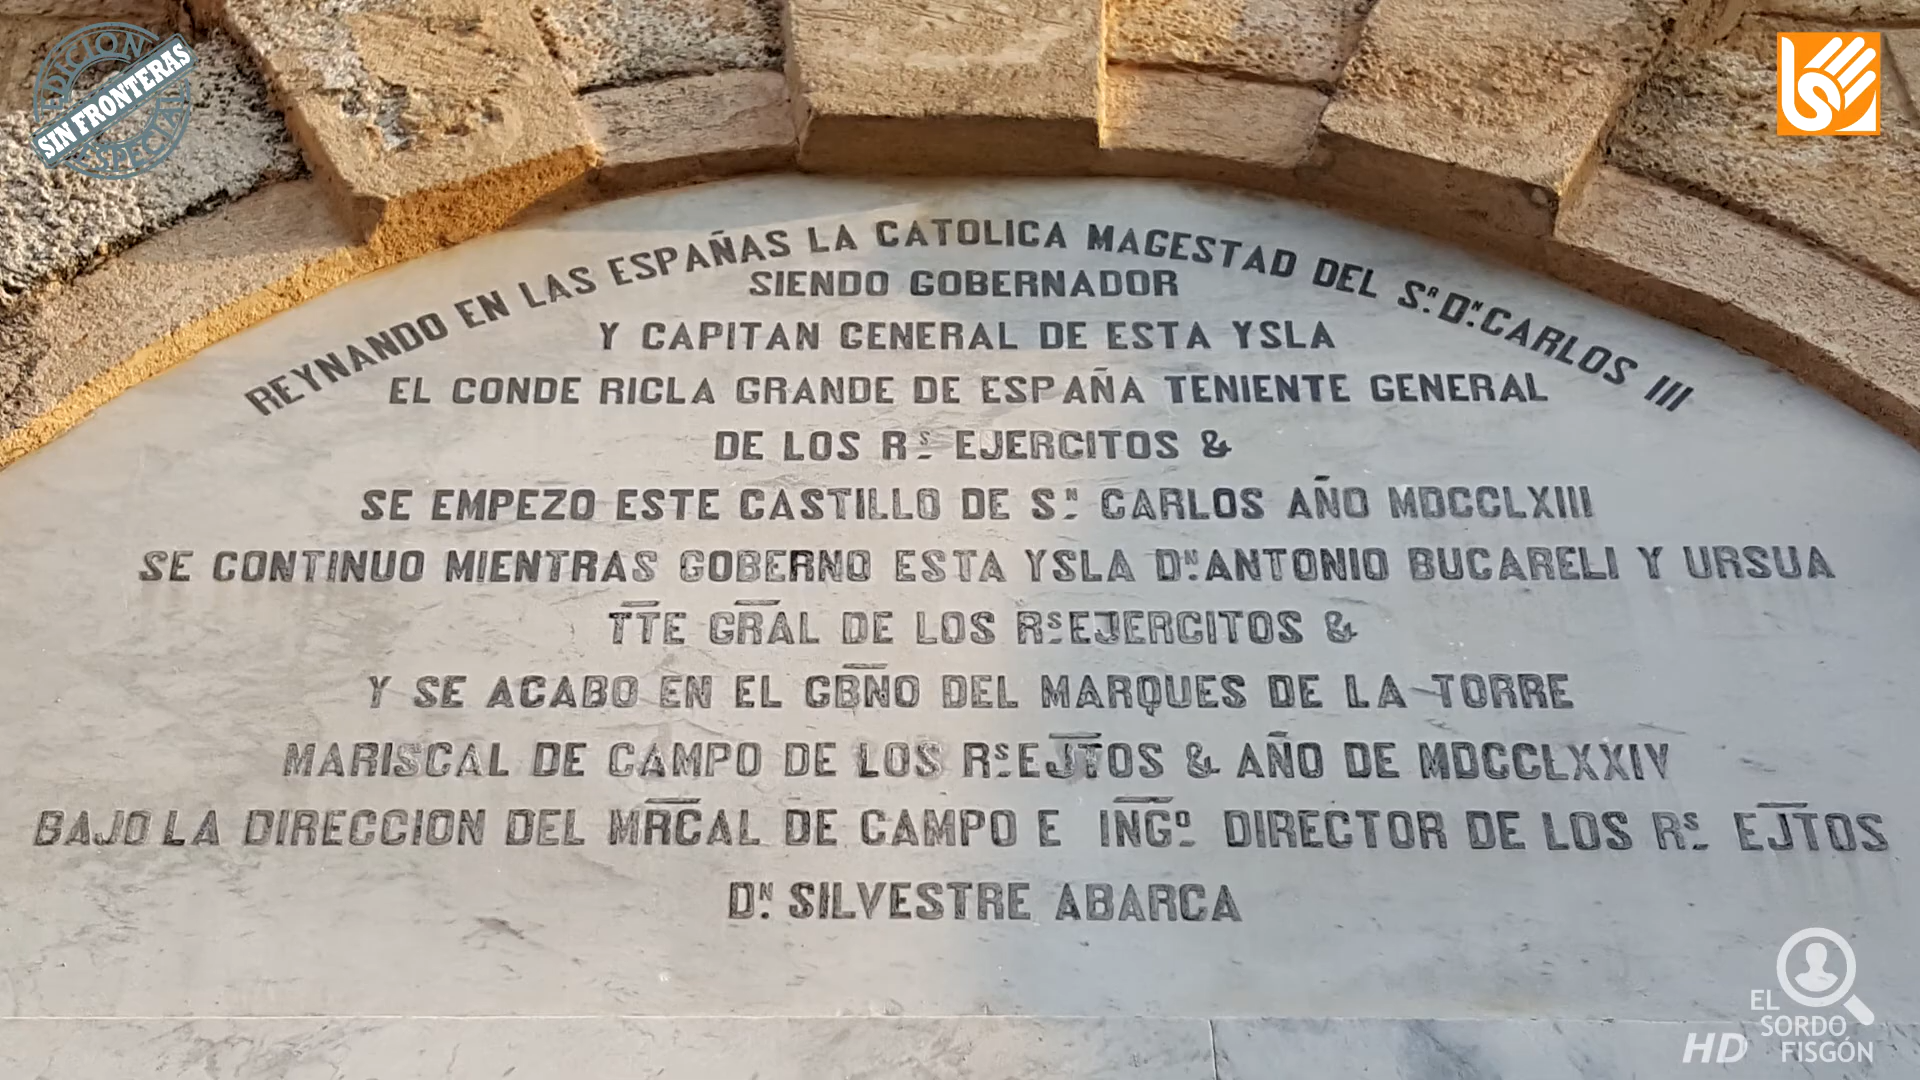 EDICIÓN
SIN FRONTERAS
ESPECIAL
REYNANDO EN LAS ESPAÑAS LA CATOLICA MAGESTAD DEL Sᴿ. Dᴺ. CARLOS III
SIENDO GOBERNADOR
Y CAPITAN GENERAL DE ESTA YSLA
EL CONDE RICLA GRANDE DE ESPAÑA TENIENTE GENERAL
DE LOS Rˢ. EJERCITOS &
SE EMPEZO ESTE CASTILLO DE Sᴺ. CARLOS AÑO MDCCLXIII
SE CONTINUO MIENTRAS GOBERNO ESTA YSLA Dᴺ. ANTONIO BUCARELI Y URSUA
TTE GRAL DE LOS Rˢ. EJERCITOS &
Y SE ACABO EN EL GBNO DEL MARQUES DE LA TORRE
MARISCAL DE CAMPO DE LOS Rˢ. EJTOS & AÑO DE MDCCLXXIV
BAJO LA DIRECCION DEL MRCAL DE CAMPO E INGº DIRECTOR DE LOS Rˢ. EJTOS
Dᴺ. SILVESTRE ABARCA
EL
SORDO
FISGÓN
HD